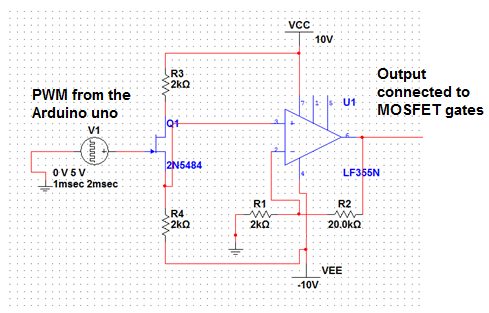 VCC
10V
R3
2kΩ
Output
connected to
MOSFET gates
PWM from the
Arduino uno
V1
0 V 5 V
1msec 2msec
Q1
2N5484
U1
7
1
5
3
6
2
4
LF355N
R4
2kΩ
R1
2kΩ
R2
20.0kΩ
VEE
-10V